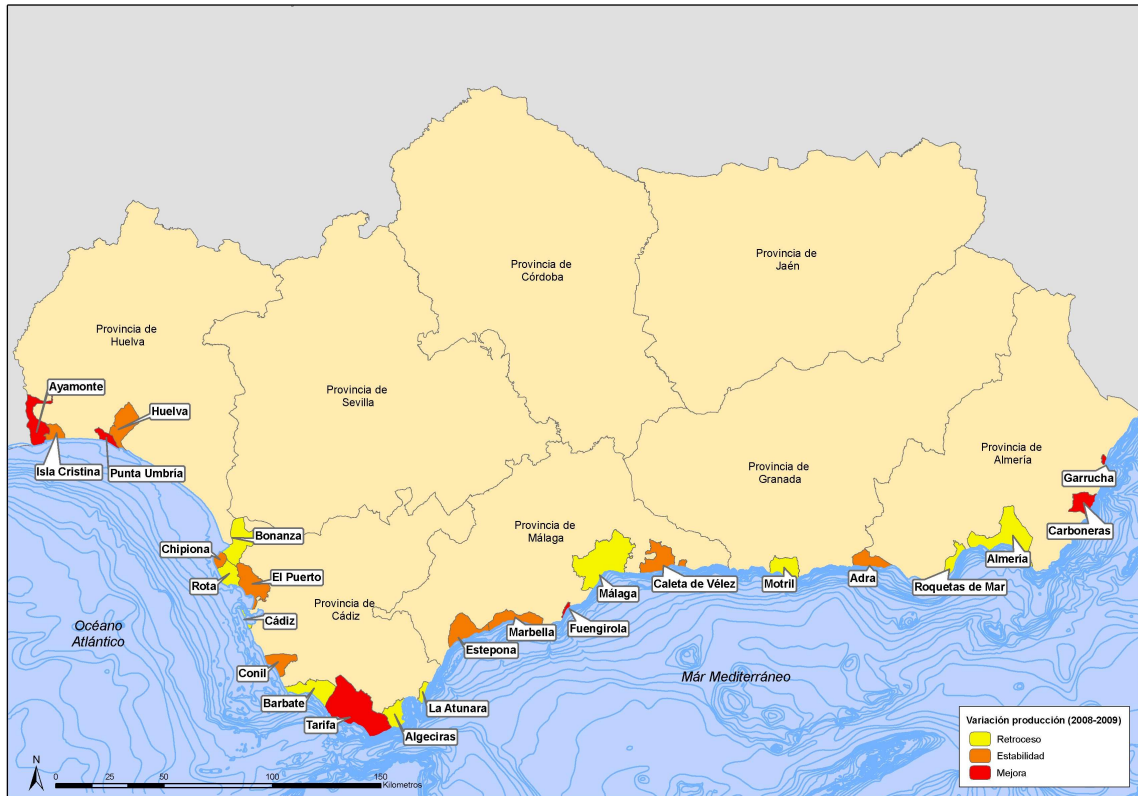 Provincia de
Córdoba
Provincia de
Jaén
Provincia de
Huelva
Provincia de
Sevilla
Ayamonte
Huelva
Isla Cristina
Punta Umbría
Provincia de
Almería
Provincia de
Granada
Garrucha
Carboneras
Bonanza
Provincia de
Málaga
Chipiona
Almería
El Puerto
Rota
Málaga
Caleta de Vélez
Motril
Adra
Roquetas de Mar
Provincia de
Cádiz
Cádiz
Océano
Atlántico
Fuengirola
Marbella
Estepona
Conil
Már Mediterráneo
Barbate
La Atunara
Tarifa
Algeciras
Variación producción (2008-2009)
Retroceso
Estabilidad
Mejora
N
0 25 50 100 150
Kilometros